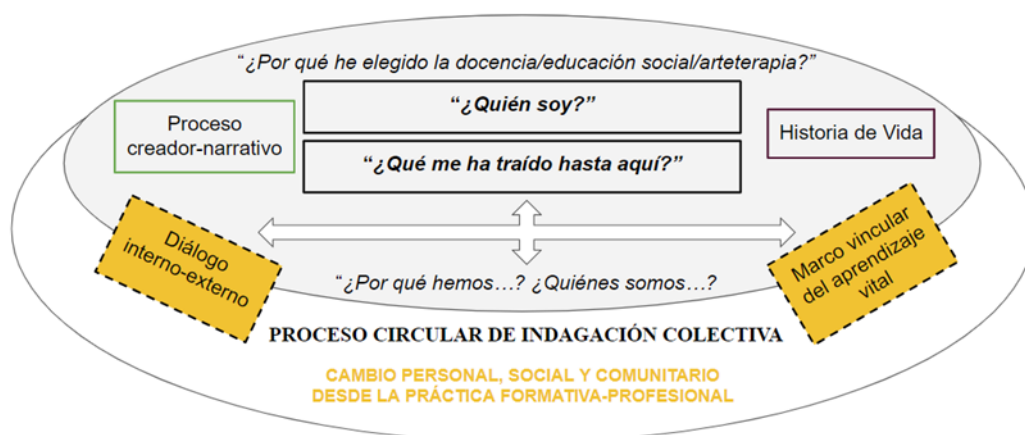 “¿Por qué he elegido la docencia/educación social/arteterapia?”
“¿Quién soy?”
Proceso
creador-narrativo
Historia de Vida
“¿Qué me ha traído hasta aquí?”
Diálogo
interno-externo
Marco vincular
del aprendizaje
vital
“¿Por qué hemos…? ¿Quiénes somos…?
PROCESO CIRCULAR DE INDAGACIÓN COLECTIVA
CAMBIO PERSONAL, SOCIAL Y COMUNITARIO
DESDE LA PRÁCTICA FORMATIVA-PROFESIONAL